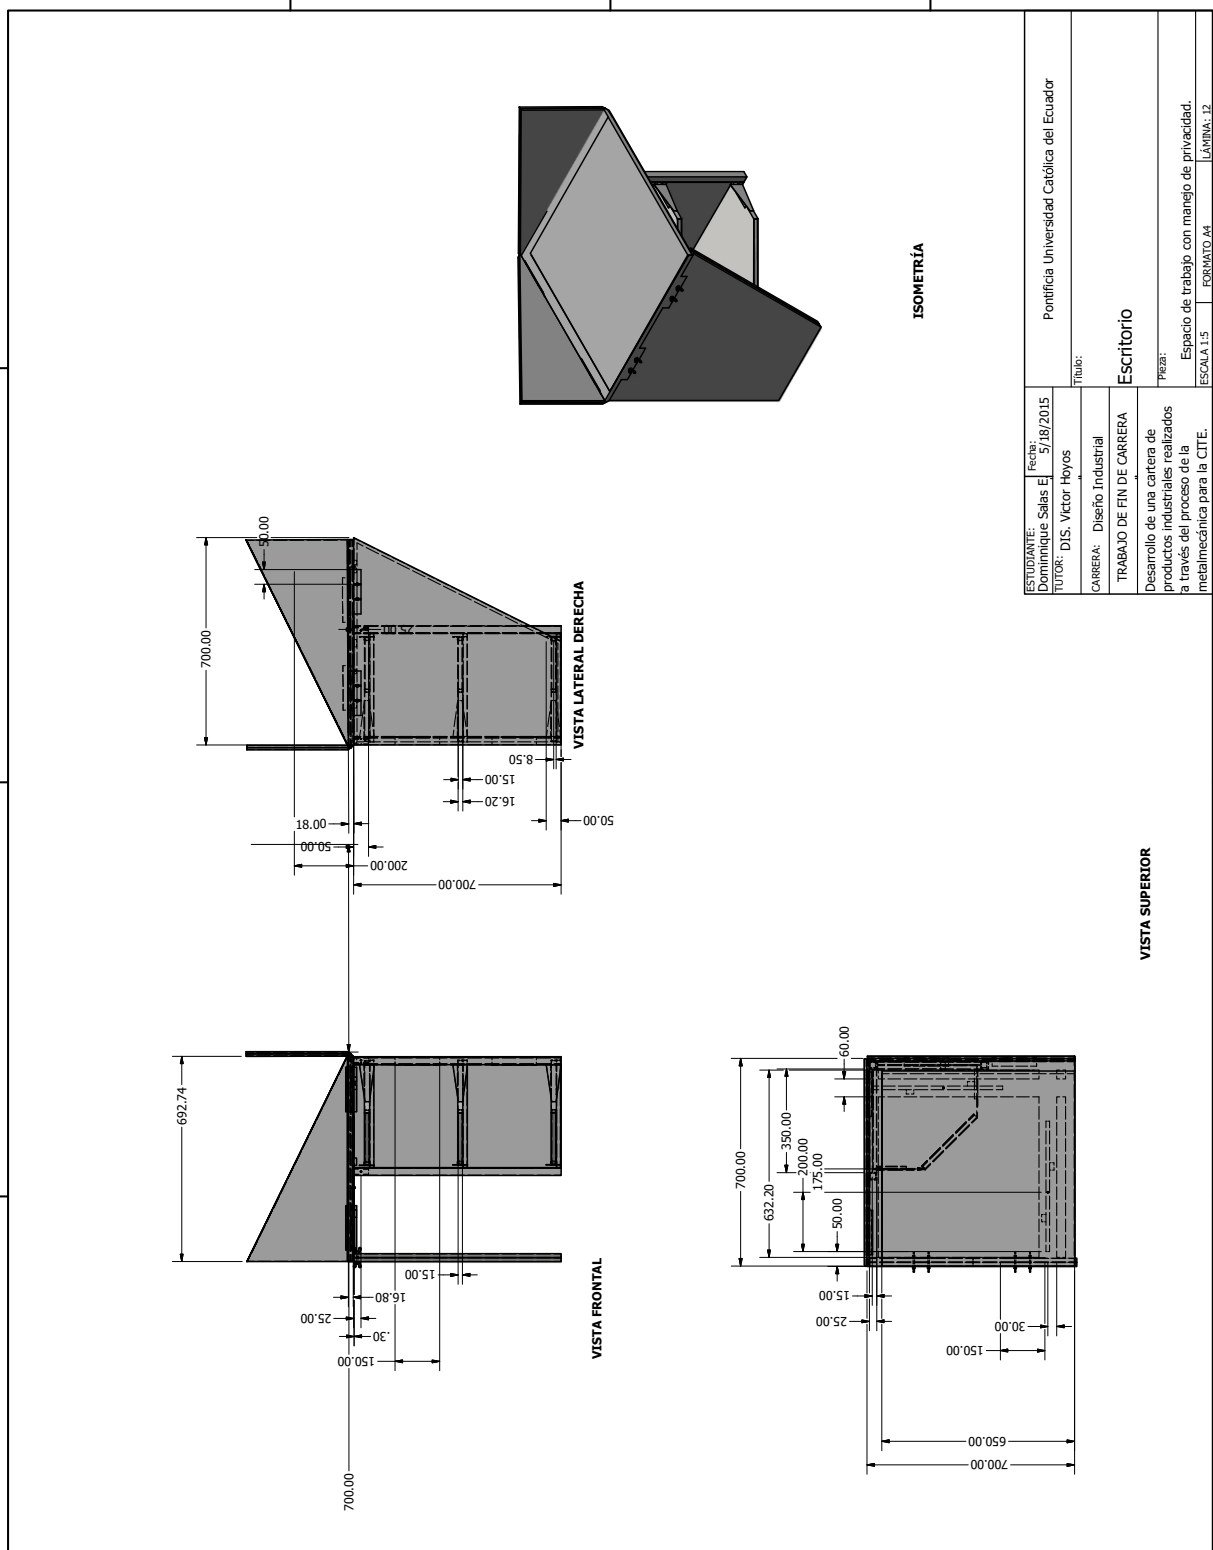 692.74
700.00
150.00
.30
25.00
16.80
15.00
VISTA FRONTAL
700.00
50.00
18.00
50.00
200.00
700.00
8.50
15.00
16.20
50.00
VISTA LATERAL DERECHA
700.00
632.20
350.00
200.00
175.00
50.00
60.00
15.00
25.00
30.00
150.00
650.00
700.00
VISTA SUPERIOR
ISOMETRÍA
ESTUDIANTE:
Dominnique Salas E.
Fecha:
5/18/2015
TUTOR: DIS. Victor Hoyos
CARRERA: Diseño Industrial
TRABAJO DE FIN DE CARRERA
Desarrollo de una cartera de
productos industriales realizados
a través del proceso de la
metalmecánica para la CITE.
Pontificia Universidad Católica del Ecuador
Título:
Escritorio
Pieza:
Espacio de trabajo con manejo de privacidad.
ESCALA 1:5
FORMATO A4
LÁMINA: 12